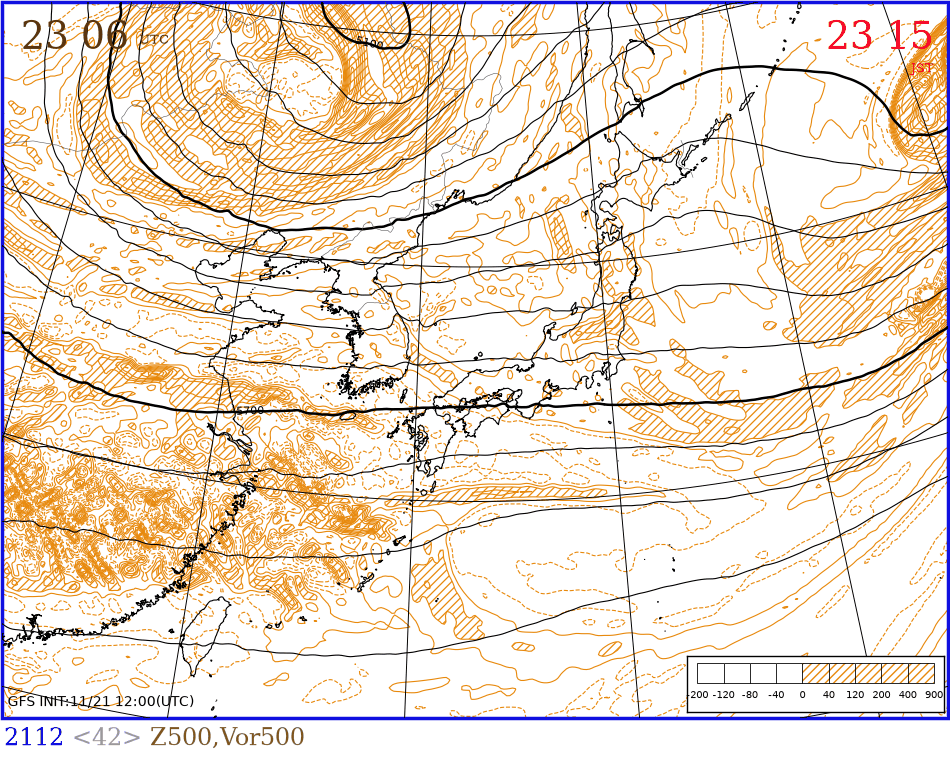 23 06 UTC
23 15
JST
5100
5700
GFS INIT:11/21 12:00(UTC)
-200 -120 -80 -40 0 40 120 200 400 900
2112 <42> Z500,Vor500